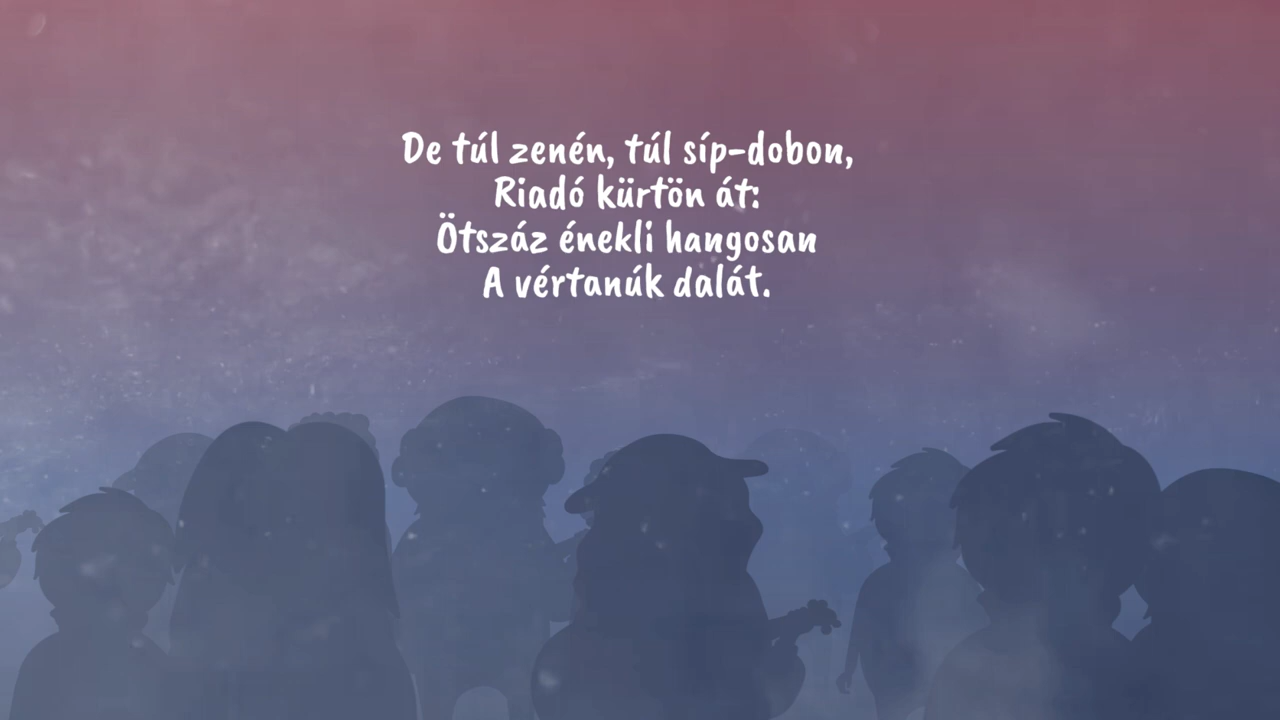 De túl zenén, túl síp-dobon,
Riadó kürtön át:
Ötszáz énekli hangosan
A vértanúk dalát.